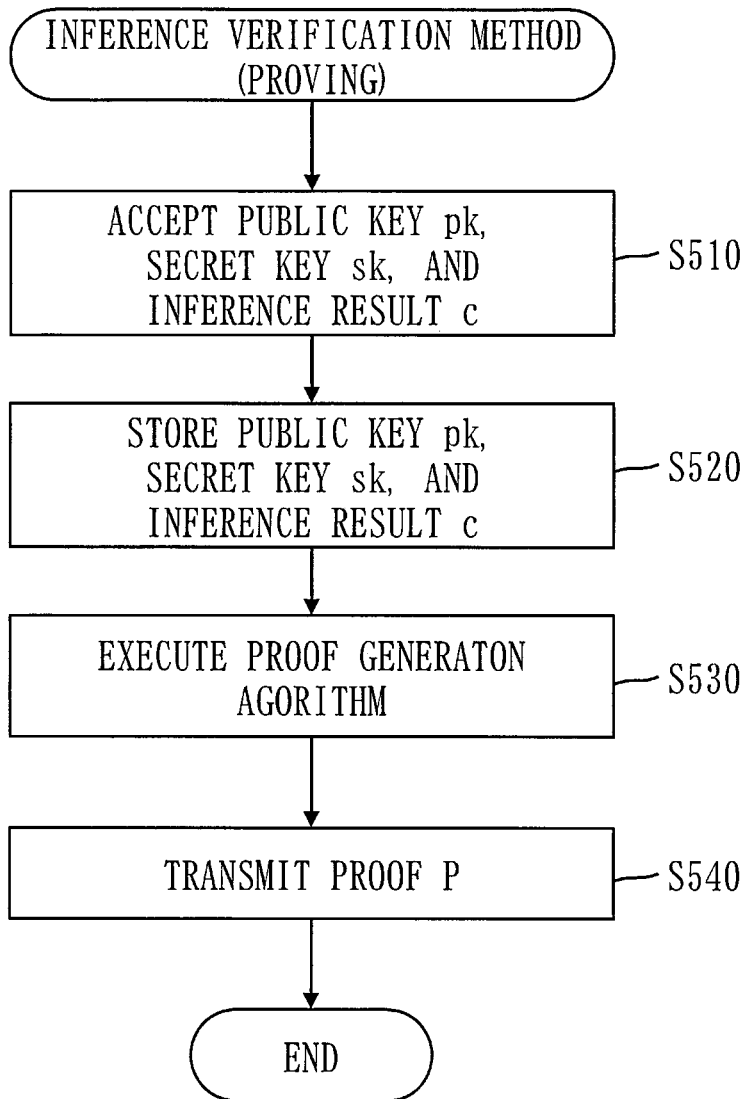 INFERENCE VERIFICATION METHOD
(PROVING)
ACCEPT PUBLIC KEY pk,
SECRET KEY sk, AND
INFERENCE RESULT c
S510
STORE PUBLIC KEY pk,
SECRET KEY sk, AND
INFERENCE RESULT c
S520
EXECUTE PROOF GENERATON
AGORITHM
S530
TRANSMIT PROOF P
S540
END